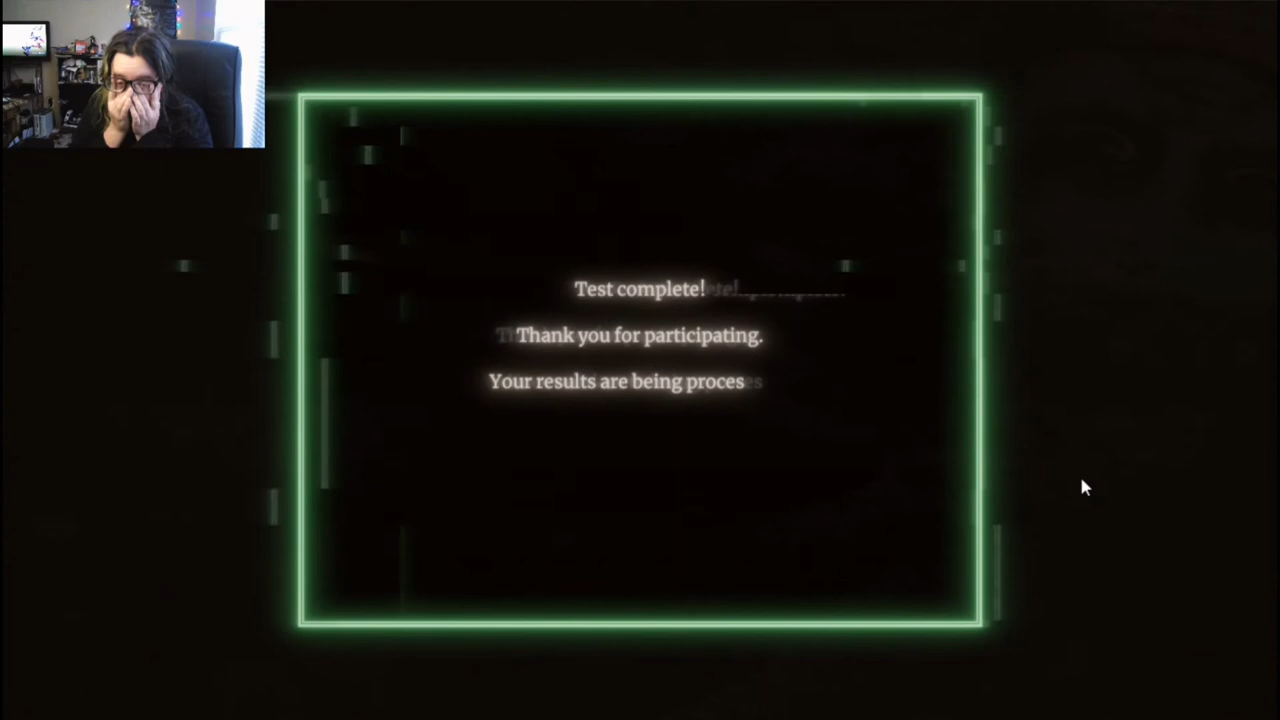 Test complete!
Thank you for participating.
Your results are being proces